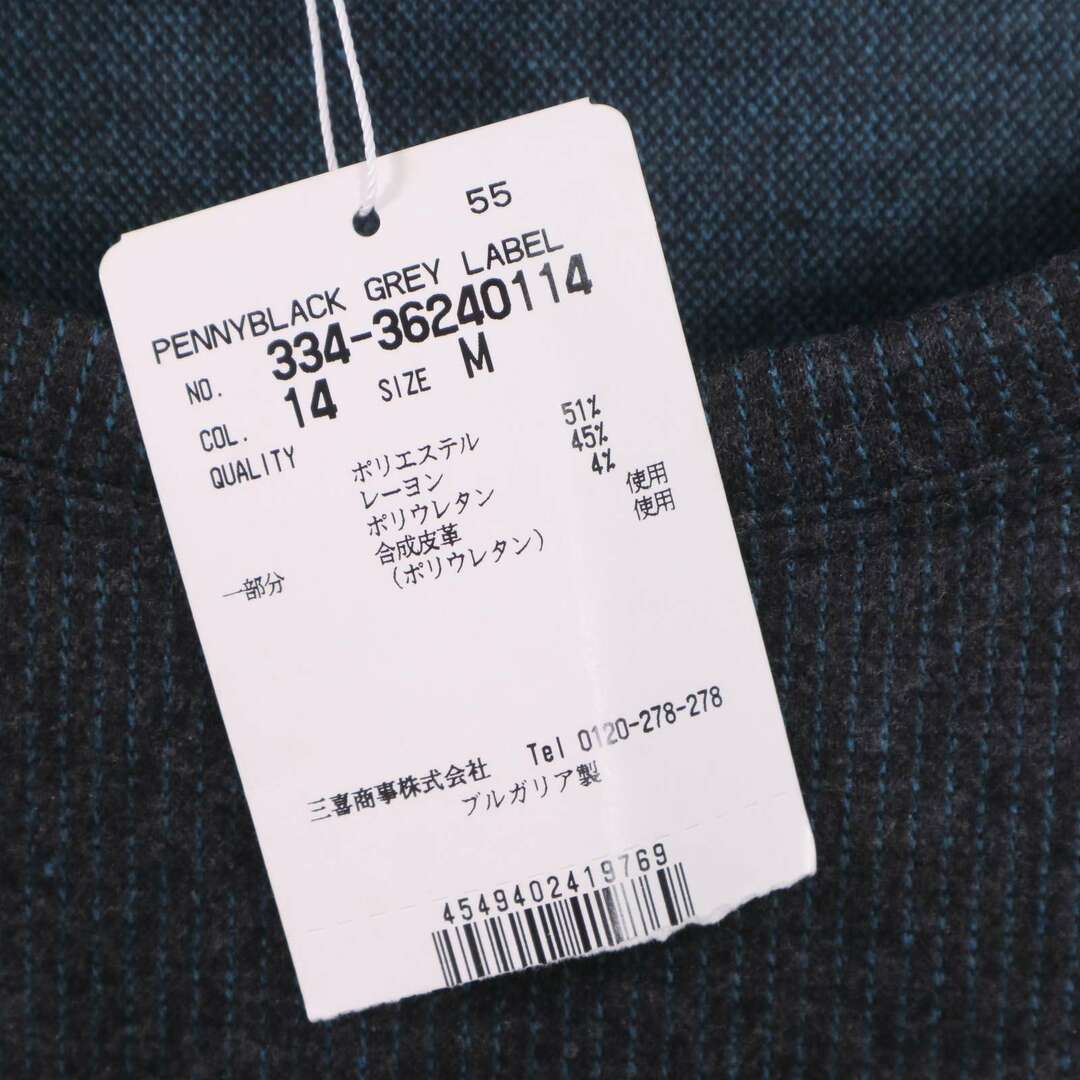 55
PENNYBLACK GREY LABEL
NO. 334-36240114
COL. 14 SIZE M
QUALITY ポリエステル 51%
レーヨン 45%
ポリウレタン 4%
合成皮革 使用
一部分 (ポリウレタン) 使用
三喜商事株式会社 Tel 0120-278-278
ブルガリア製
4549402419769